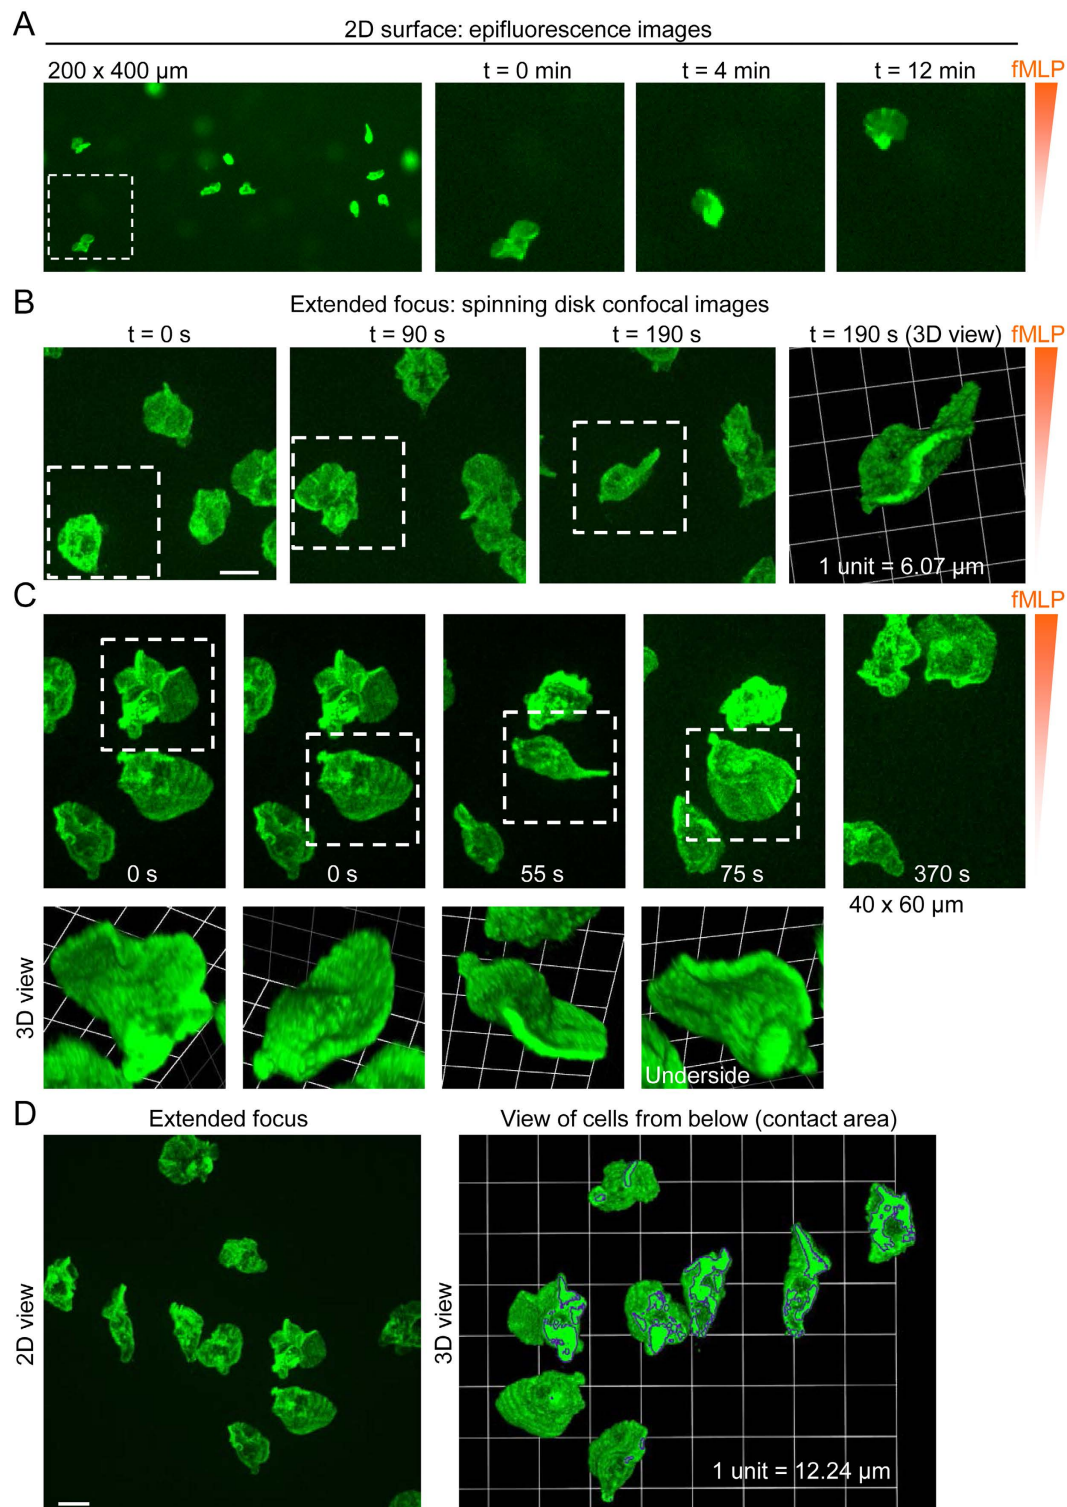 A
2D surface: epifluorescence images
200 x 400 µm
t = 0 min
t = 4 min
t = 12 min
fMLP
B
Extended focus: spinning disk confocal images
t = 0 s
t = 90 s
t = 190 s
t = 190 s (3D view)
fMLP
1 unit = 6.07 µm
C
fMLP
0 s
0 s
55 s
75 s
370 s
40 x 60 µm
3D view
Underside
D
Extended focus
View of cells from below (contact area)
2D view
3D view
1 unit = 12.24 µm